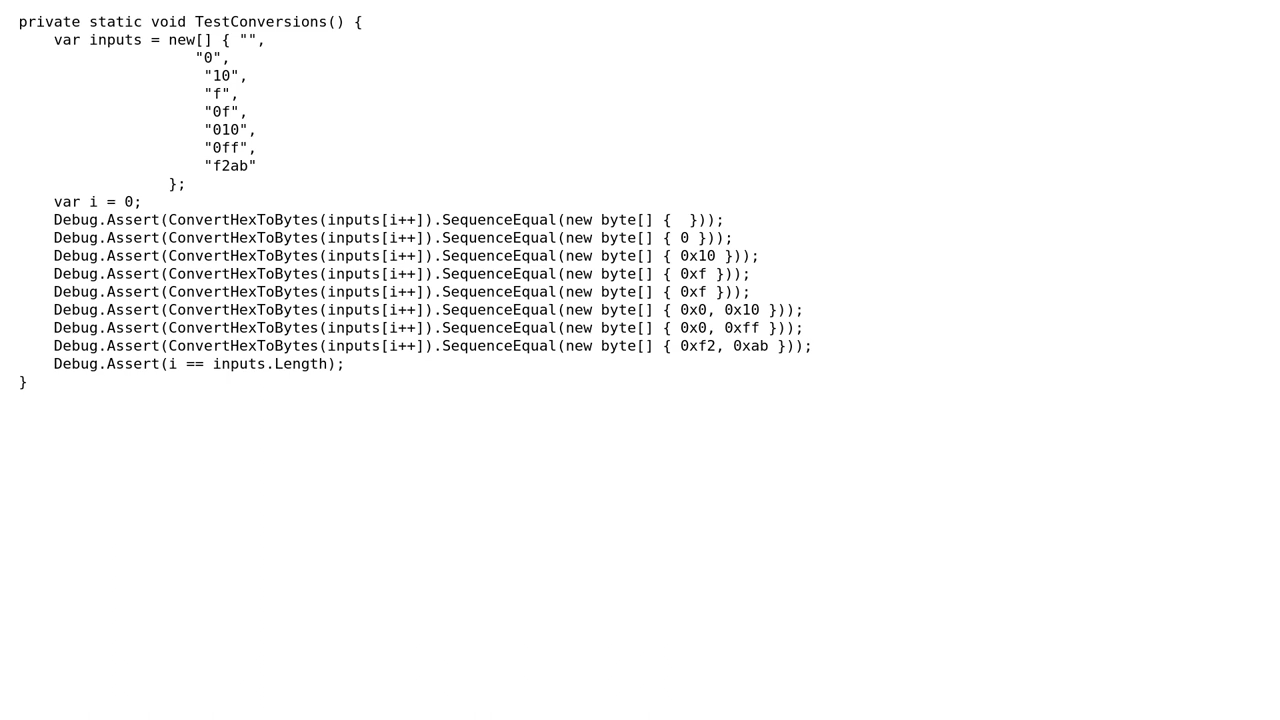 private static void TestConversions() {
    var inputs = new[] { "",
                    "0",
                     "10",
                     "f",
                     "0f",
                     "010",
                     "0ff",
                     "f2ab"
                 };
    var i = 0;
    Debug.Assert(ConvertHexToBytes(inputs[i++]).SequenceEqual(new byte[] {  }));
    Debug.Assert(ConvertHexToBytes(inputs[i++]).SequenceEqual(new byte[] { 0 }));
    Debug.Assert(ConvertHexToBytes(inputs[i++]).SequenceEqual(new byte[] { 0x10 }));
    Debug.Assert(ConvertHexToBytes(inputs[i++]).SequenceEqual(new byte[] { 0xf }));
    Debug.Assert(ConvertHexToBytes(inputs[i++]).SequenceEqual(new byte[] { 0xf }));
    Debug.Assert(ConvertHexToBytes(inputs[i++]).SequenceEqual(new byte[] { 0x0, 0x10 }));
    Debug.Assert(ConvertHexToBytes(inputs[i++]).SequenceEqual(new byte[] { 0x0, 0xff }));
    Debug.Assert(ConvertHexToBytes(inputs[i++]).SequenceEqual(new byte[] { 0xf2, 0xab }));
    Debug.Assert(i == inputs.Length);
}